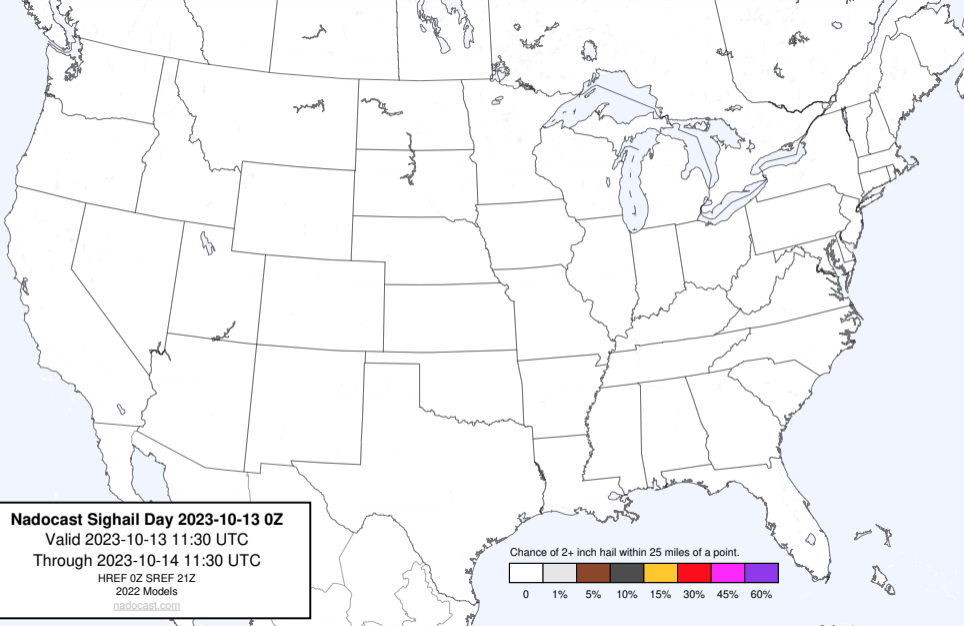 Nadocast Sighail Day 2023-10-13 0Z
Valid 2023-10-13 11:30 UTC
Through 2023-10-14 11:30 UTC
HREF 0Z SREF 21Z
2022 Models
nadocast.com
Chance of 2+ inch hail within 25 miles of a point.
0 1% 5% 10% 15% 30% 45% 60%